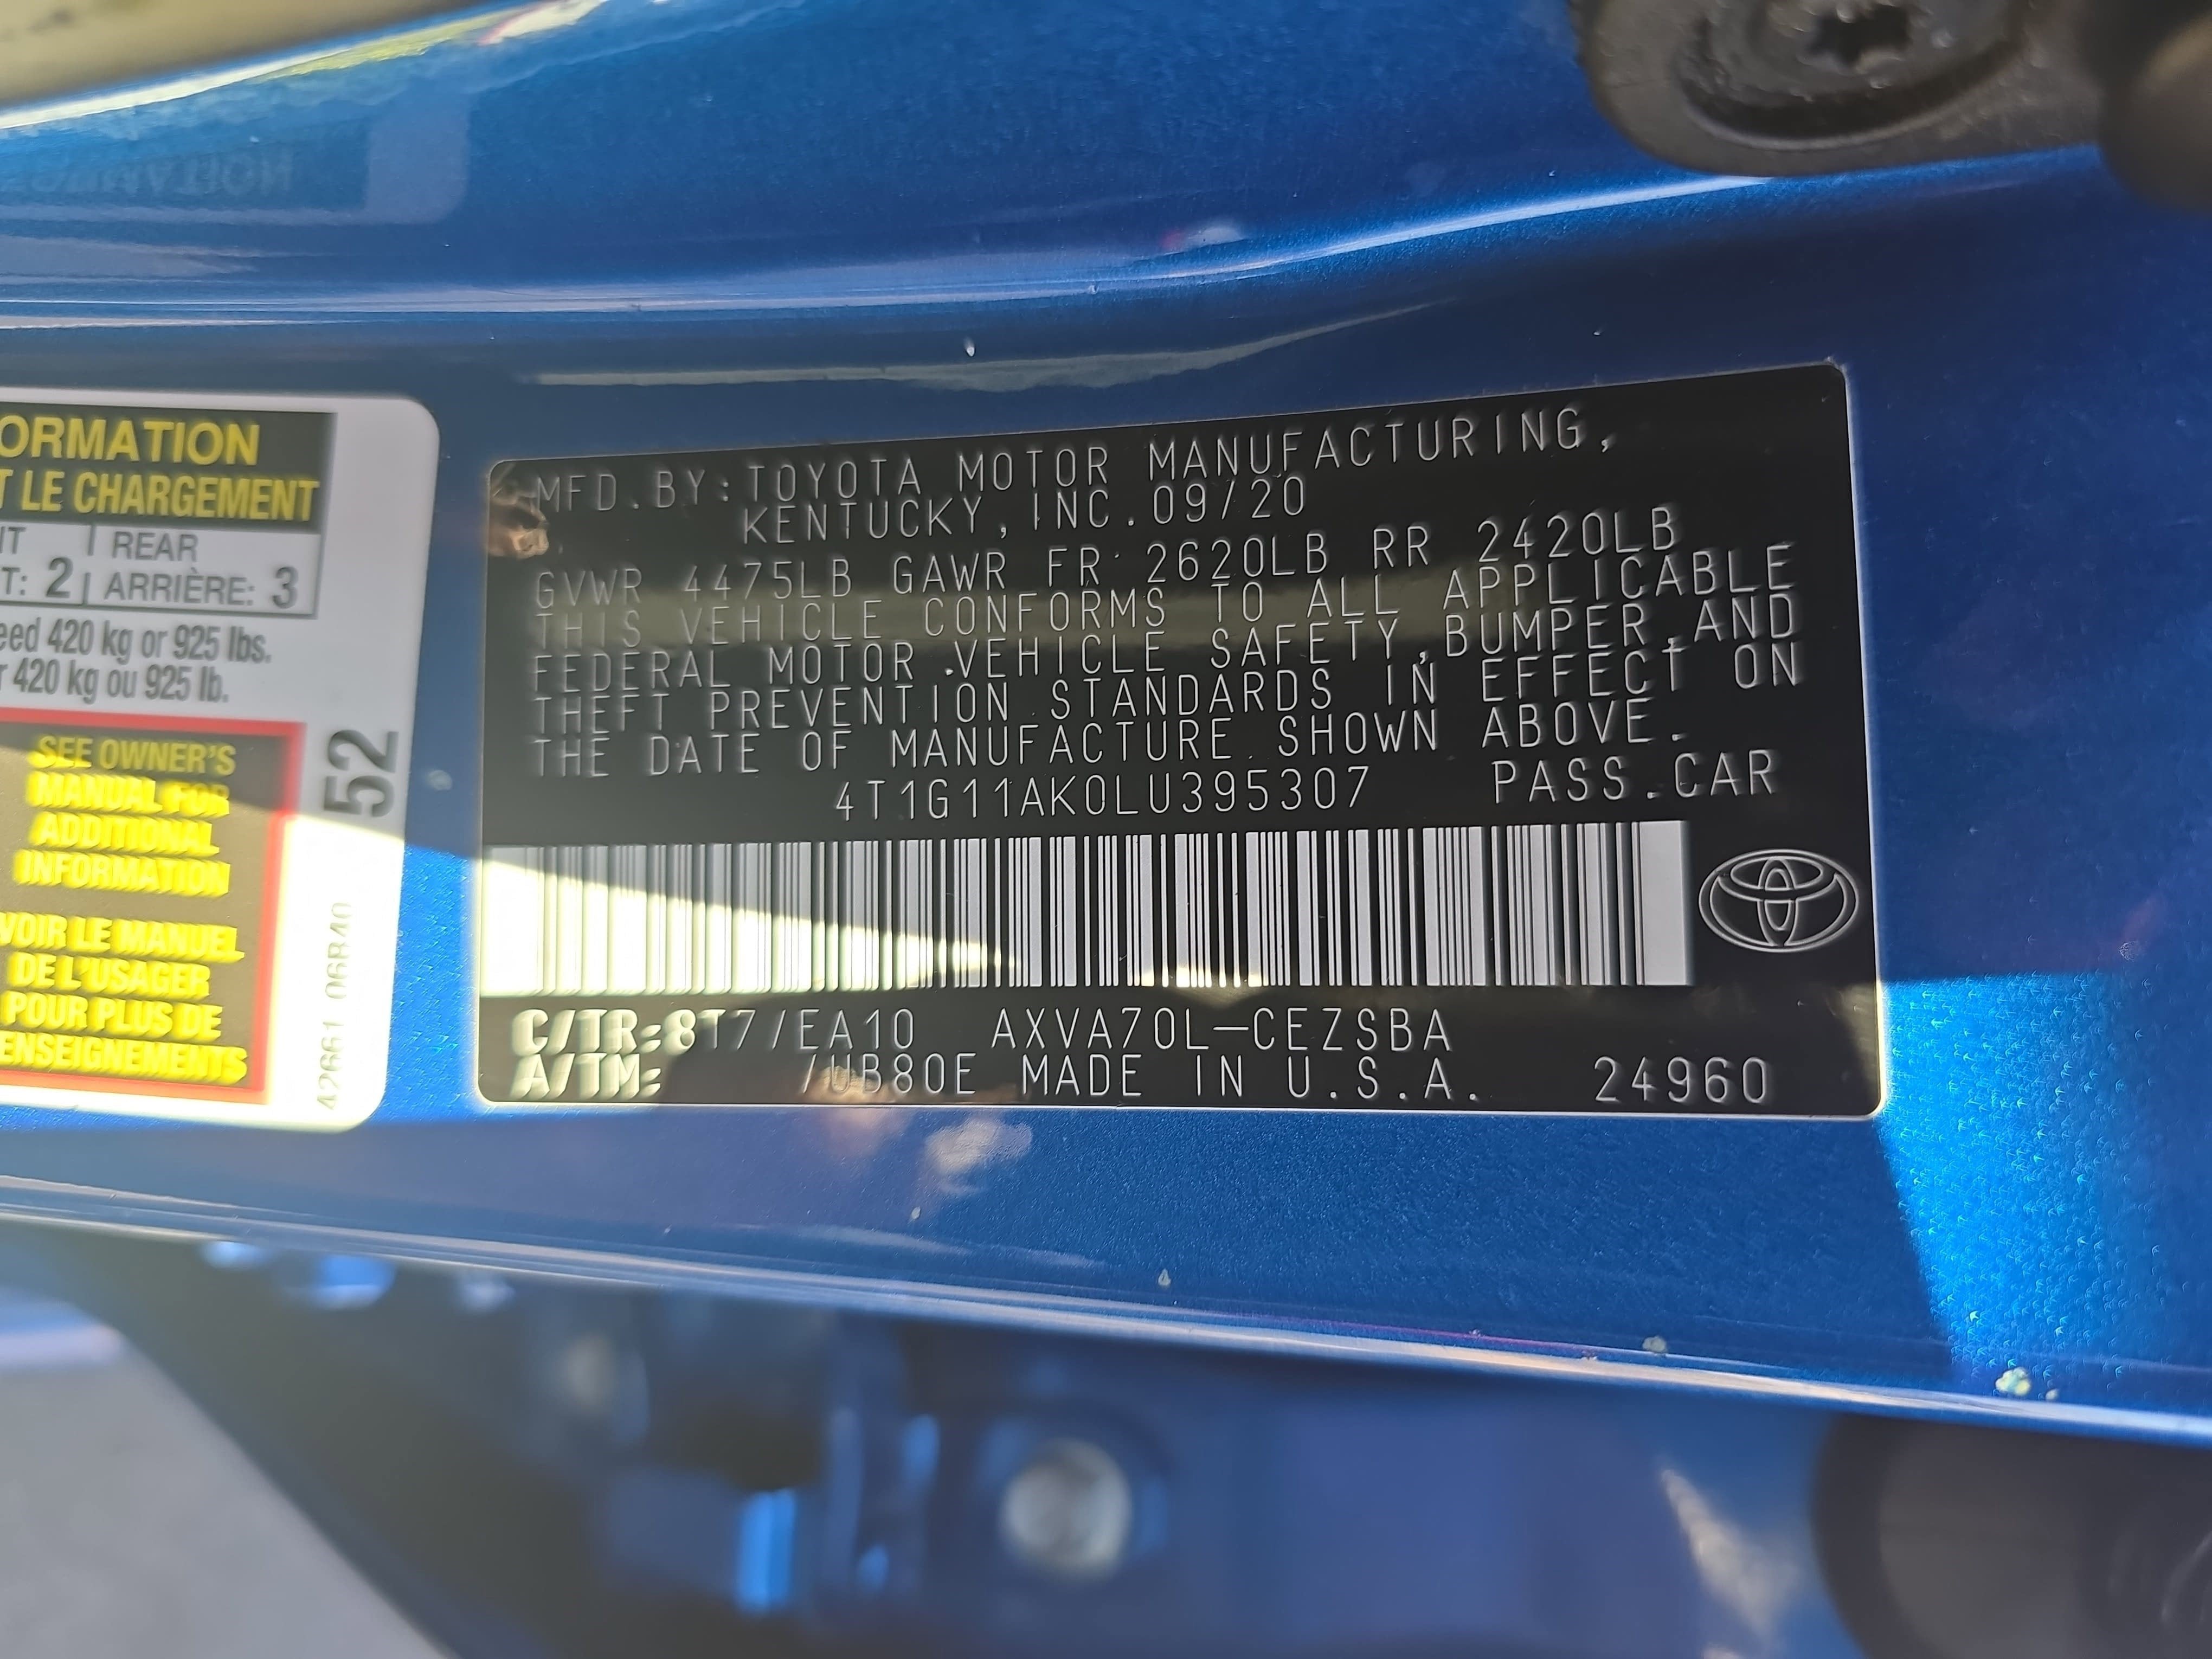 ORMATION
T LE CHARGEMENT
REAR
T: 2 ARRIÈRE: 3
eed 420 kg or 925 lbs.
r 420 kg ou 925 lb.
SEE OWNER'S
MANUAL FOR
ADDITIONAL
INFORMATION
VOIR LE MANUEL
DE L'USAGER
POUR PLUS DE
ENSEIGNEMENTS
52
42661 06B40
MFD.BY:TOYOTA MOTOR MANUFACTURING,
KENTUCKY,INC.09/20
GVWR 4475LB GAWR FR 2620LB RR 2420LB
THIS VEHICLE CONFORMS TO ALL APPLICABLE
FEDERAL MOTOR VEHICLE SAFETY,BUMPER,AND
THEFT PREVENTION STANDARDS IN EFFECT ON
THE DATE OF MANUFACTURE SHOWN ABOVE.
4T1G11AK0LU395307 PASS.CAR
C/TR:8T7/EA10 AXVA70L-CEZSBA
A/TM: /UB80E MADE IN U.S.A. 24960